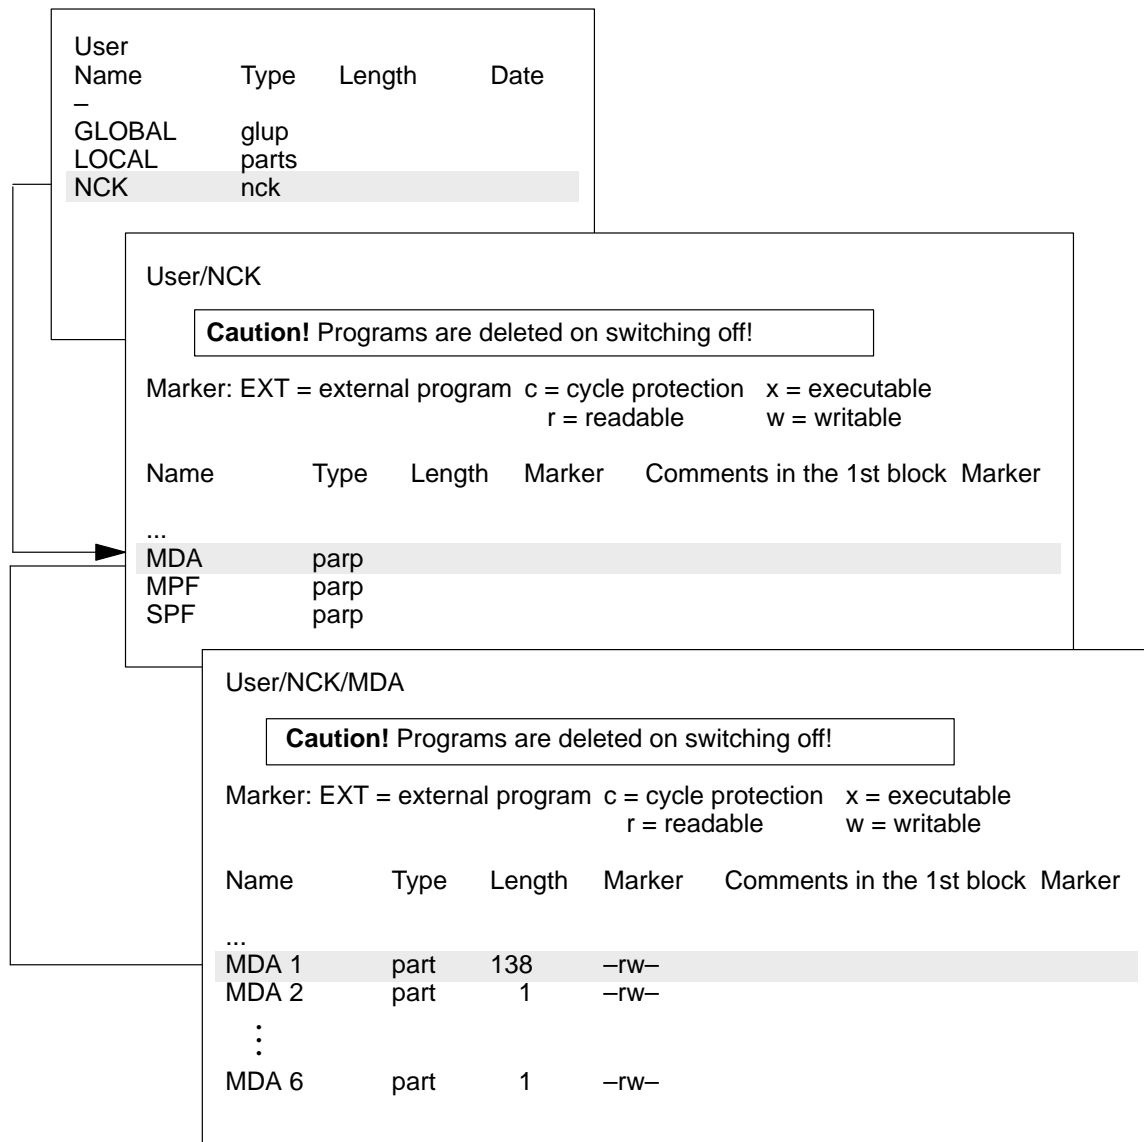 User
Name Type Length Date
–
GLOBAL glup
LOCAL parts
NCK nck
User/NCK
Caution! Programs are deleted on switching off!
Marker: EXT = external program c = cycle protection x = executable
r = readable w = writable
Name Type Length Marker Comments in the 1st block Marker
...
MDA parp
MPF parp
SPF parp
User/NCK/MDA
Caution! Programs are deleted on switching off!
Marker: EXT = external program c = cycle protection x = executable
r = readable w = writable
Name Type Length Marker Comments in the 1st block Marker
...
MDA 1 part 138 –rw–
MDA 2 part 1 –rw–
⋮
MDA 6 part 1 –rw–